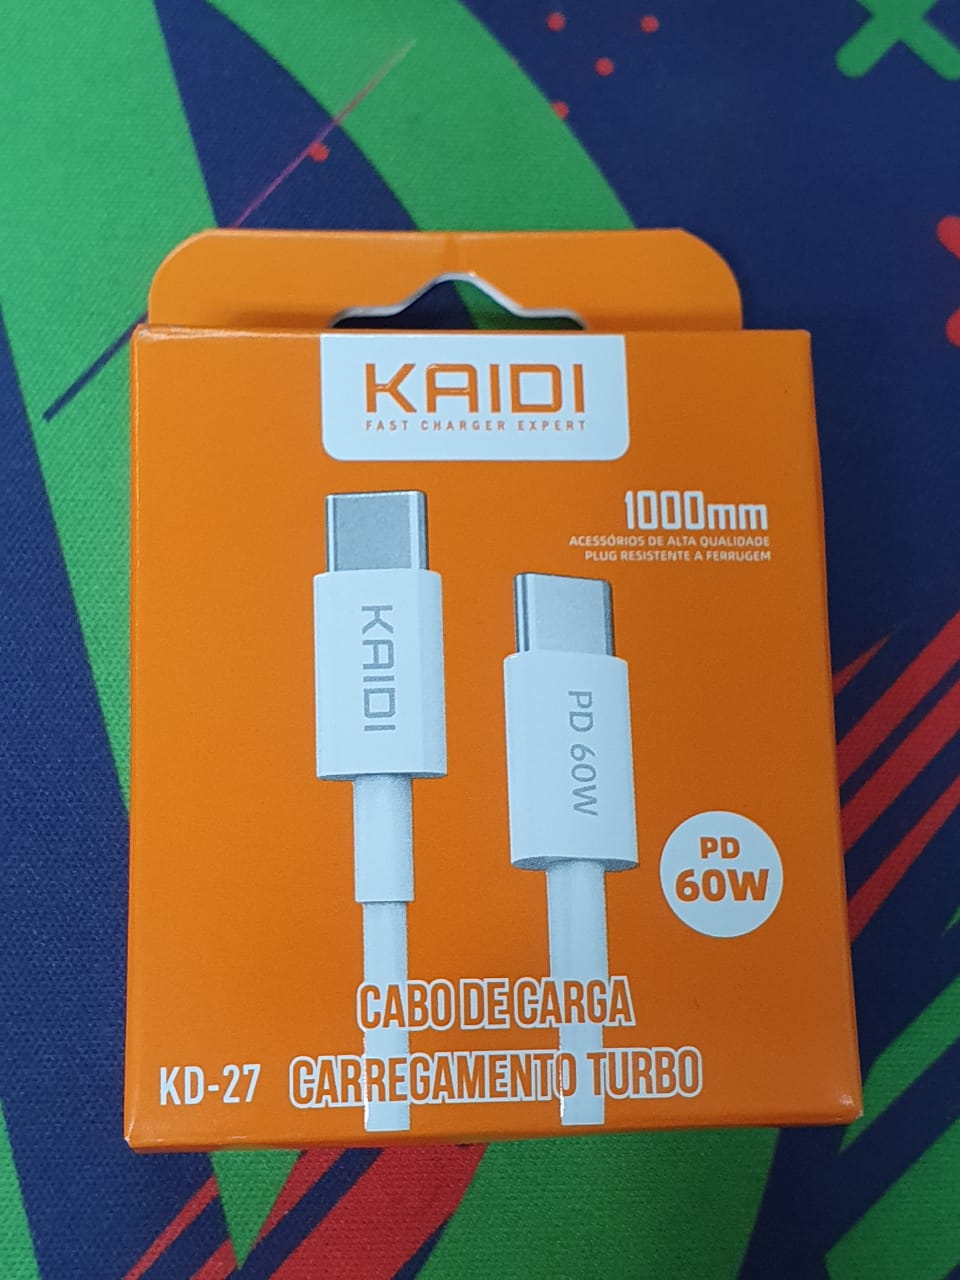 KAIDI
FAST CHARGER EXPERT
1000mm
ACESSÓRIOS DE ALTA QUALIDADE
PLUG RESISTENTE A FERRUGEM
KAIDI
PD 60W
PD
60W
CABO DE CARGA
KD-27 CARREGAMENTO TURBO